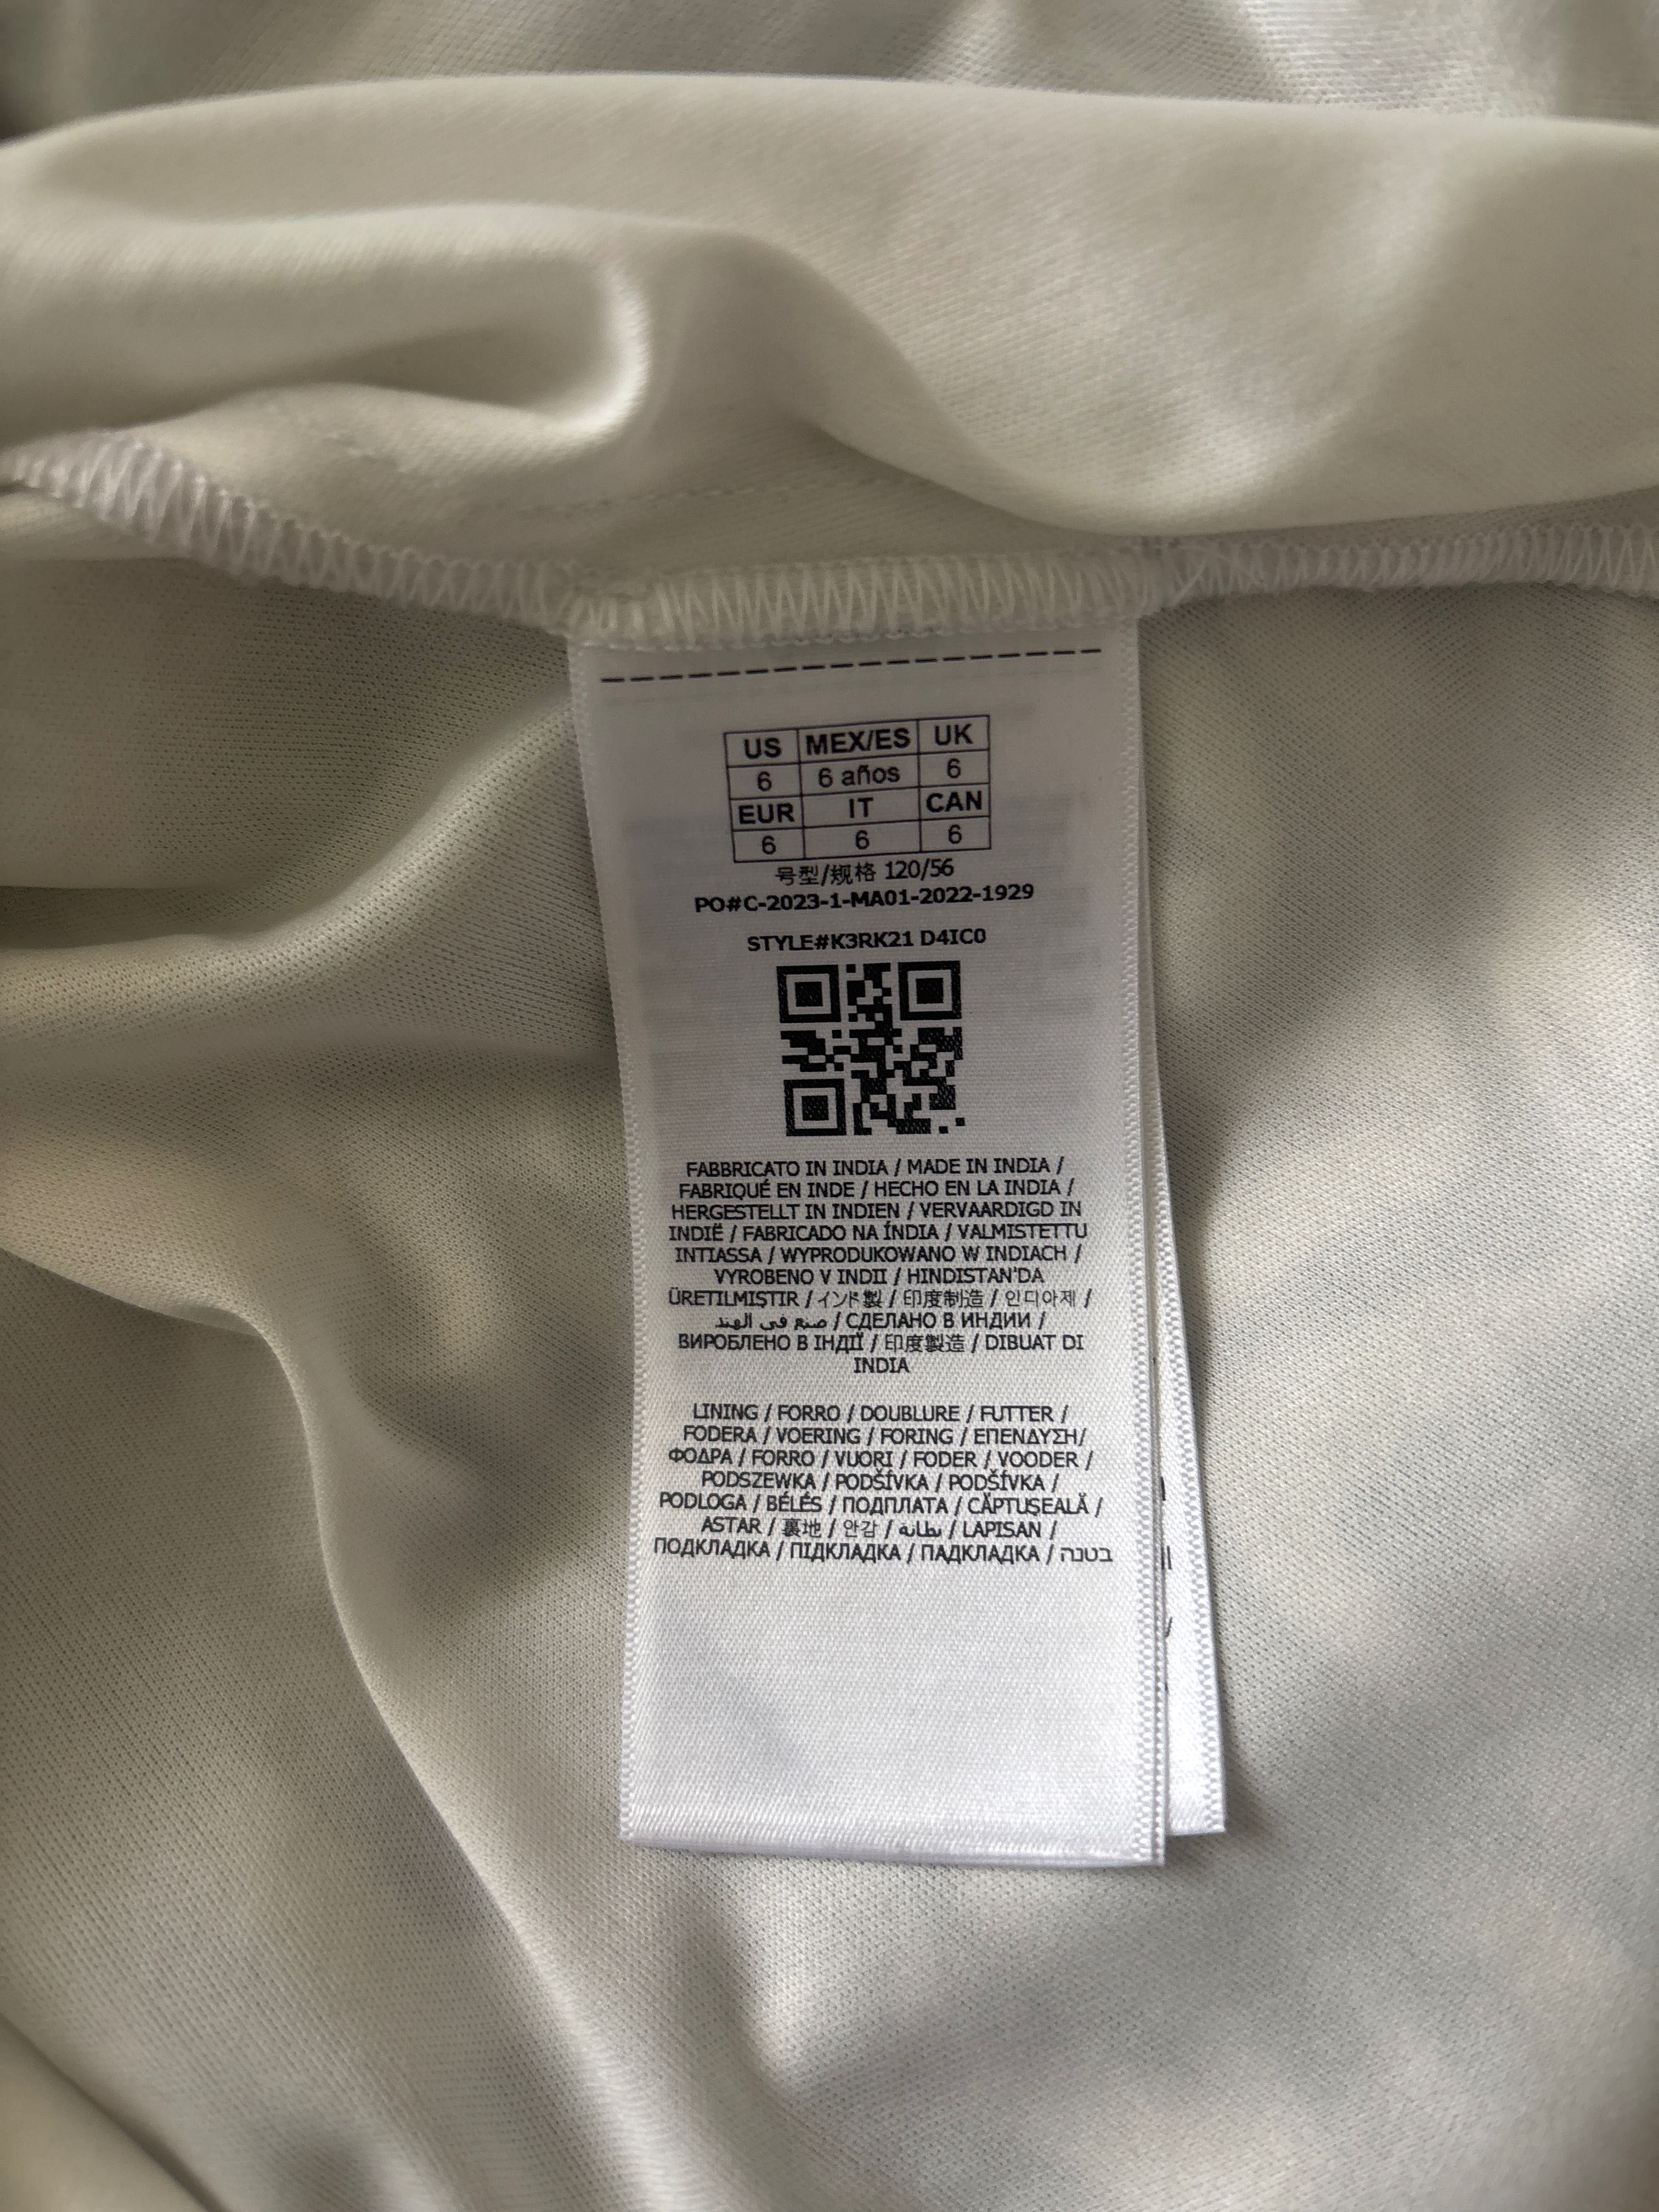 US MEX/ES UK
6 6 años 6
EUR IT CAN
6 6 6
号型/规格 120/56
PO#C-2023-1-MA01-2022-1929
STYLE#K3RK21 D4IC0
FABBRICATO IN INDIA / MADE IN INDIA /
FABRIQUÉ EN INDE / HECHO EN LA INDIA /
HERGESTELLT IN INDIEN / VERVAARDIGD IN
INDIË / FABRICADO NA ÍNDIA / VALMISTETTU
INTIASSA / WYPRODUKOWANO W INDIACH /
VYROBENO V INDII / HINDISTAN'DA
ÜRETILMIŞTIR / インド製 / 印度制造 / 인디아제 /
صنع في الهند / СДЕЛАНО В ИНДИИ /
ВИРОБЛЕНО В ІНДІЇ / 印度製造 / DIBUAT DI
INDIA
LINING / FORRO / DOUBLURE / FUTTER /
FODERA / VOERING / FORING / ΕΠΕΝΔΥΣΗ/
ΦΟΔΡΑ / FORRO / VUORI / FODER / VOODER /
PODSZEWKA / PODŠÍVKA / PODŠÍVKA /
PODLOGA / BÉLÉS / ПОДПЛАТА / CĂPTUȘEALĂ /
ASTAR / 裏地 / 안감 / بطانة / LAPISAN /
ПОДКЛАДКА / ПІДКЛАДКА / ПАДКЛАДКА / בטנה